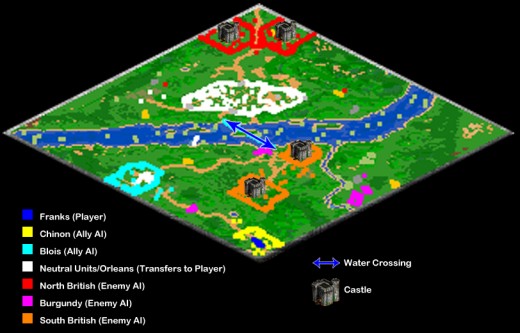 Franks (Player)
Chinon (Ally AI)
Blois (Ally AI)
Neutral Units/Orleans (Transfers to Player)
North British (Enemy AI)
Burgundy (Enemy AI)
South British (Enemy AI)
Water Crossing
Castle